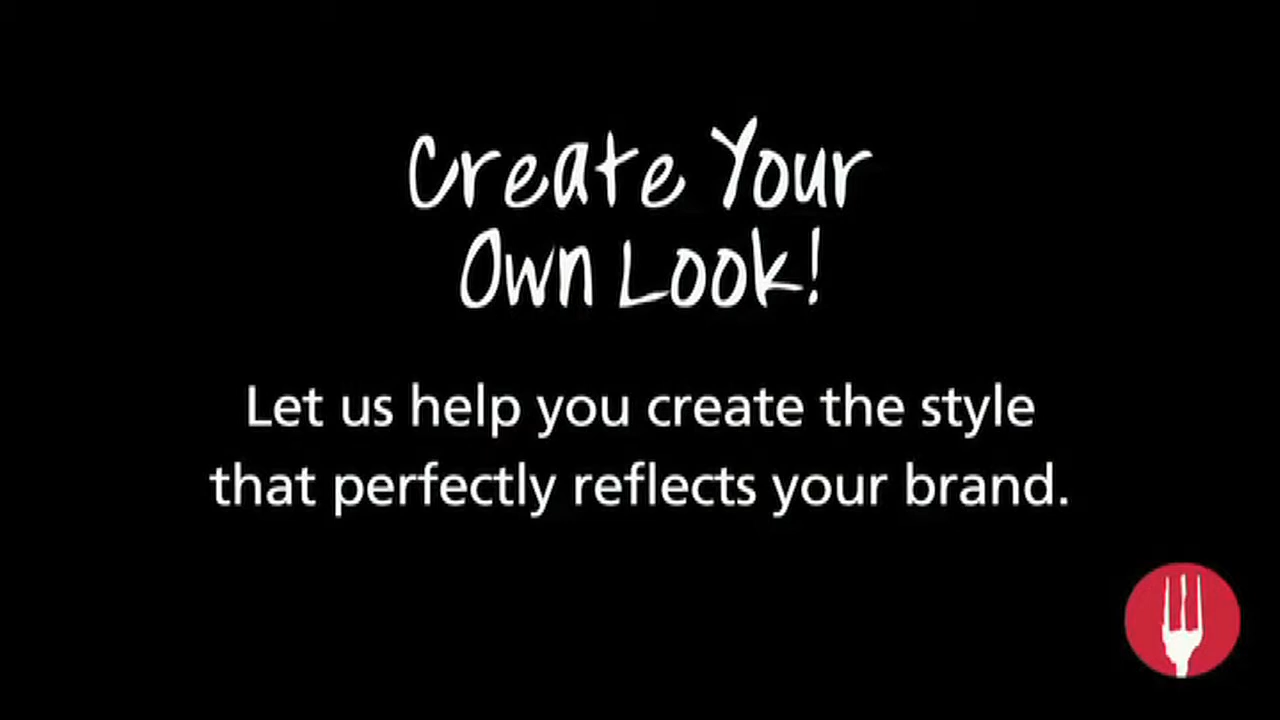 Create Your
Own Look!
Let us help you create the style
that perfectly reflects your brand.